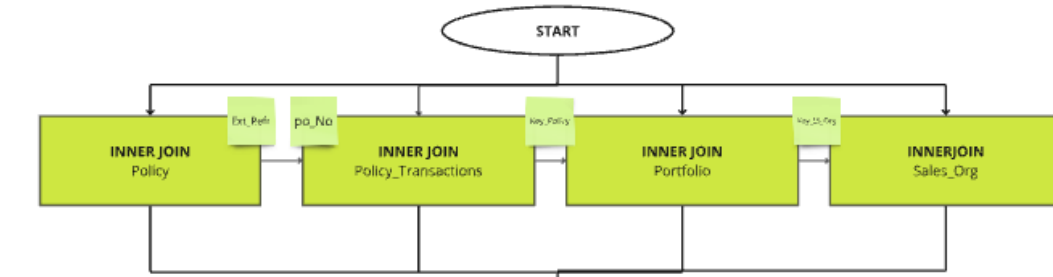 START
Ext_Refr
po_No
Key_Policy
INNER JOIN
Policy
INNER JOIN
Policy_Transactions
INNER JOIN
Portfolio
INNERJOIN
Sales_Org